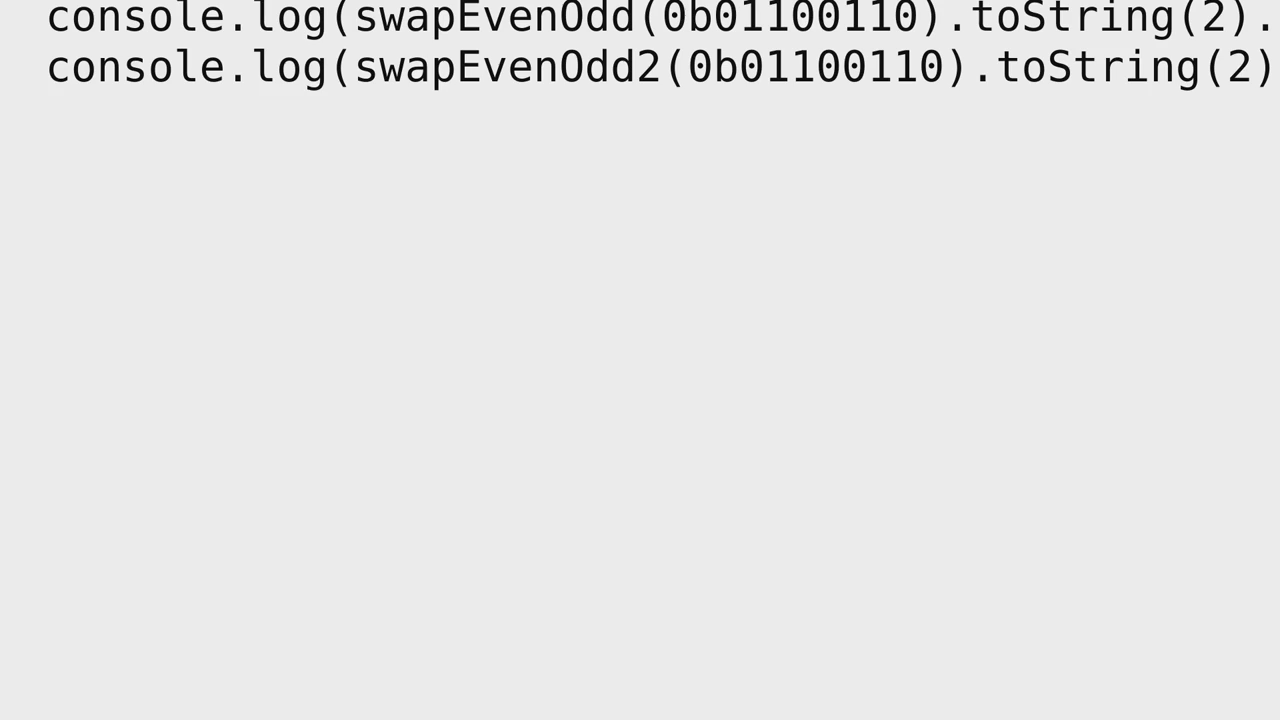 console.log(swapEvenOdd(0b01100110).toString(2).
console.log(swapEvenOdd2(0b01100110).toString(2)